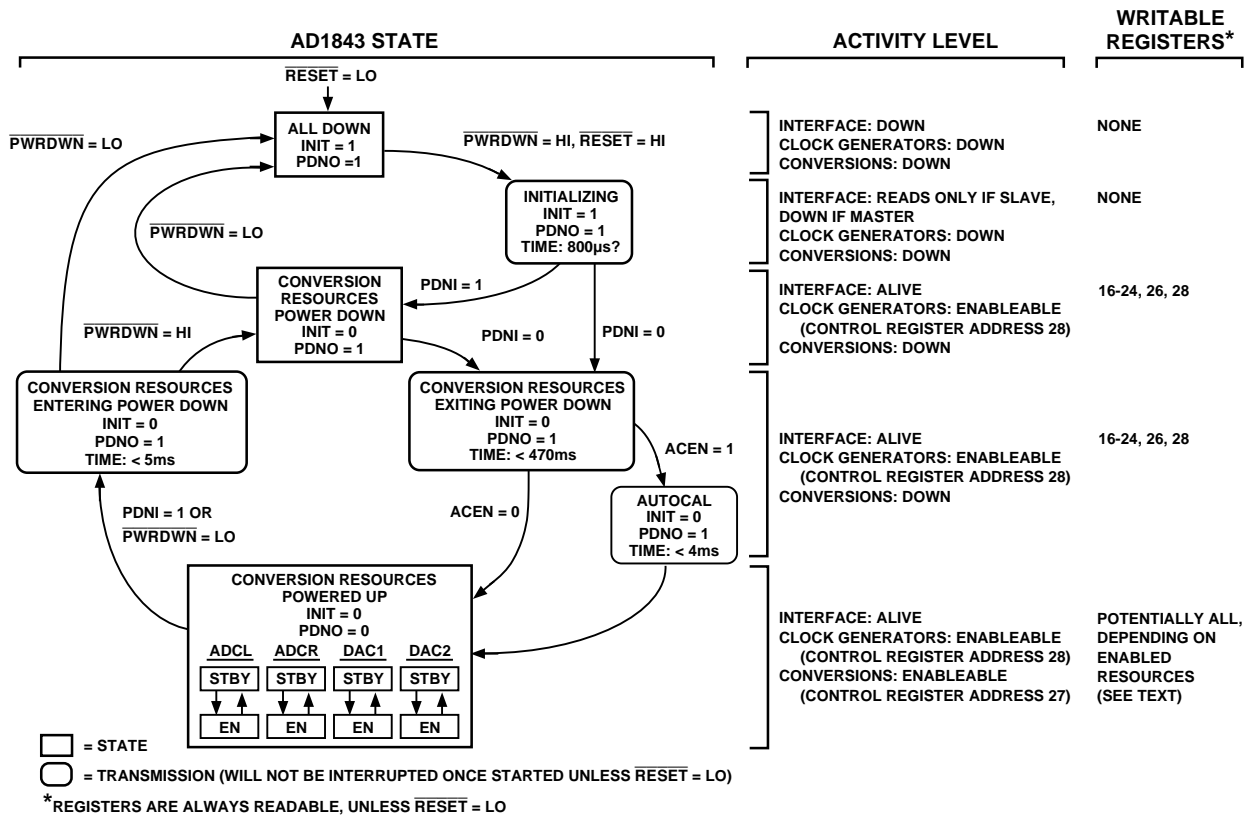 AD1843 STATE
ACTIVITY LEVEL
WRITABLE
REGISTERS*
RESET = LO
ALL DOWN
INIT = 1
PDNO =1
PWRDWN = LO
PWRDWN = HI, RESET = HI
INTERFACE: DOWN
CLOCK GENERATORS: DOWN
CONVERSIONS: DOWN
NONE
INITIALIZING
INIT = 1
PDNO = 1
TIME: 800µs?
PWRDWN = LO
INTERFACE: READS ONLY IF SLAVE,
DOWN IF MASTER
CLOCK GENERATORS: DOWN
CONVERSIONS: DOWN
NONE
CONVERSION
RESOURCES
POWER DOWN
INIT = 0
PDNO = 1
PDNI = 1
PWRDWN = HI
PDNI = 0
PDNI = 0
INTERFACE: ALIVE
CLOCK GENERATORS: ENABLEABLE
(CONTROL REGISTER ADDRESS 28)
CONVERSIONS: DOWN
16-24, 26, 28
CONVERSION RESOURCES
ENTERING POWER DOWN
INIT = 0
PDNO = 1
TIME: < 5ms
CONVERSION RESOURCES
EXITING POWER DOWN
INIT = 0
PDNO = 1
TIME: < 470ms
ACEN = 1
INTERFACE: ALIVE
CLOCK GENERATORS: ENABLEABLE
(CONTROL REGISTER ADDRESS 28)
CONVERSIONS: DOWN
16-24, 26, 28
PDNI = 1 OR
PWRDWN = LO
ACEN = 0
AUTOCAL
INIT = 0
PDNO = 1
TIME: < 4ms
CONVERSION RESOURCES
POWERED UP
INIT = 0
PDNO = 0
ADCL ADCR DAC1 DAC2
STBY STBY STBY STBY
EN EN EN EN
INTERFACE: ALIVE
CLOCK GENERATORS: ENABLEABLE
(CONTROL REGISTER ADDRESS 28)
CONVERSIONS: ENABLEABLE
(CONTROL REGISTER ADDRESS 27)
POTENTIALLY ALL,
DEPENDING ON
ENABLED
RESOURCES
(SEE TEXT)
= STATE
= TRANSMISSION (WILL NOT BE INTERRUPTED ONCE STARTED UNLESS RESET = LO)
*REGISTERS ARE ALWAYS READABLE, UNLESS RESET = LO